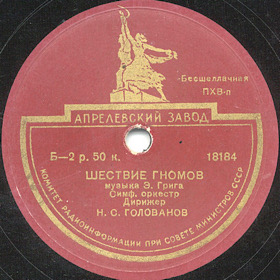 -Бесшеллачная
ПХВ-п
АПРЕЛЕВСКИЙ ЗАВОД
Б—2 р. 50 к. 18184
ШЕСТВИЕ ГНОМОВ
музыка Э. Грига
Симф. оркестр
Дирижер
Н. С. ГОЛОВАНОВ
КОМИТЕТ РАДИОИНФОРМАЦИИ ПРИ СОВЕТЕ МИНИСТРОВ СССР